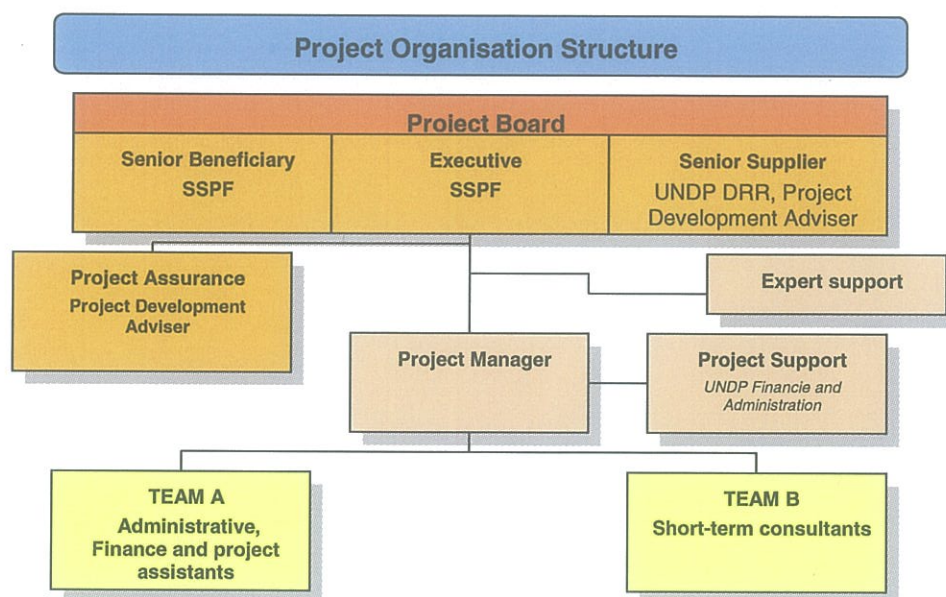 Project Organisation Structure
Project Board
Senior Beneficiary
SSPF
Executive
SSPF
Senior Supplier
UNDP DRR, Project
Development Adviser
Project Assurance
Project Development
Adviser
Expert support
Project Manager
Project Support
UNDP Financie and
Administration
TEAM A
Administrative,
Finance and project
assistants
TEAM B
Short-term consultants